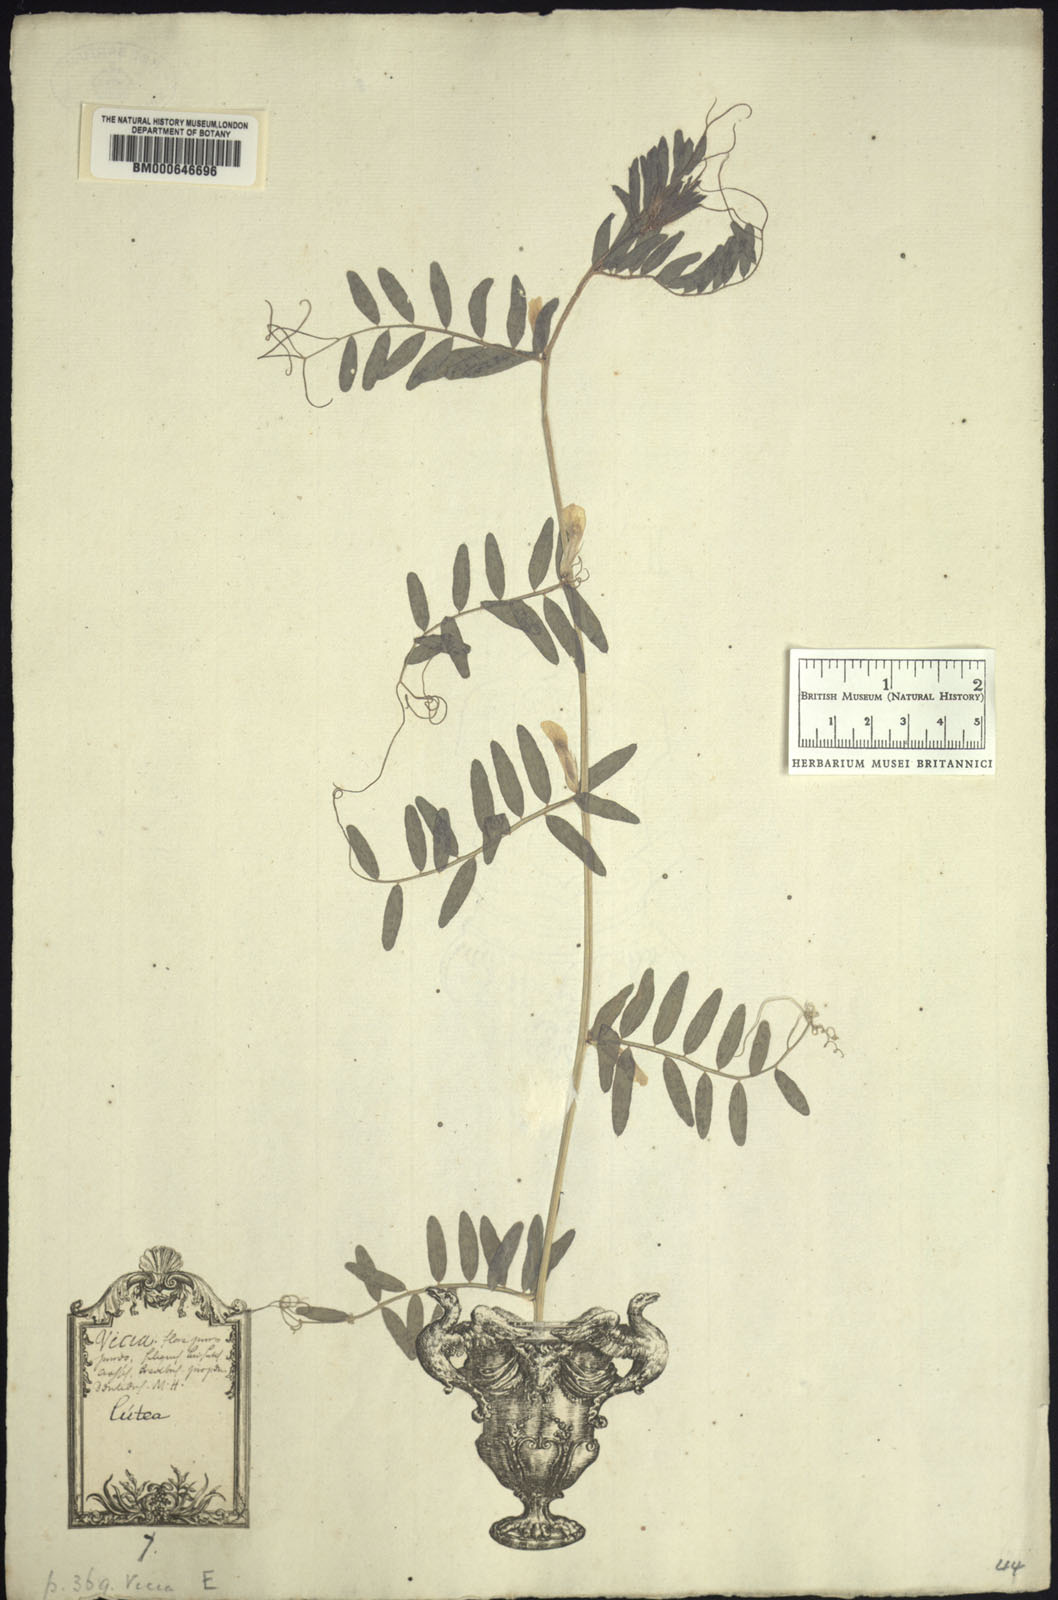 THE NATURAL HISTORY MUSEUM, LONDON
DEPARTMENT OF BOTANY
BM000646696
1 2
BRITISH MUSEUM (NATURAL HISTORY)
1 2 3 4 5
HERBARIUM MUSEI BRITANNICI
Vicia. flos
M. H.
lutea
7.
p. 369. Vicia E
44